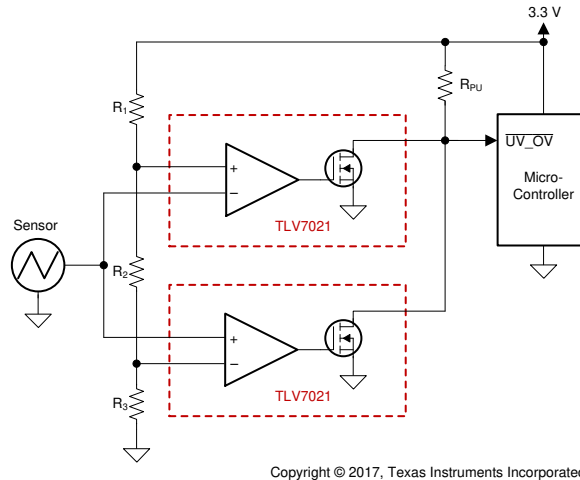 3.3 V
R1
RPU
UV_OV
Micro-
Controller
+
−
TLV7021
Sensor
R2
+
−
TLV7021
R3
Copyright © 2017, Texas Instruments Incorporated